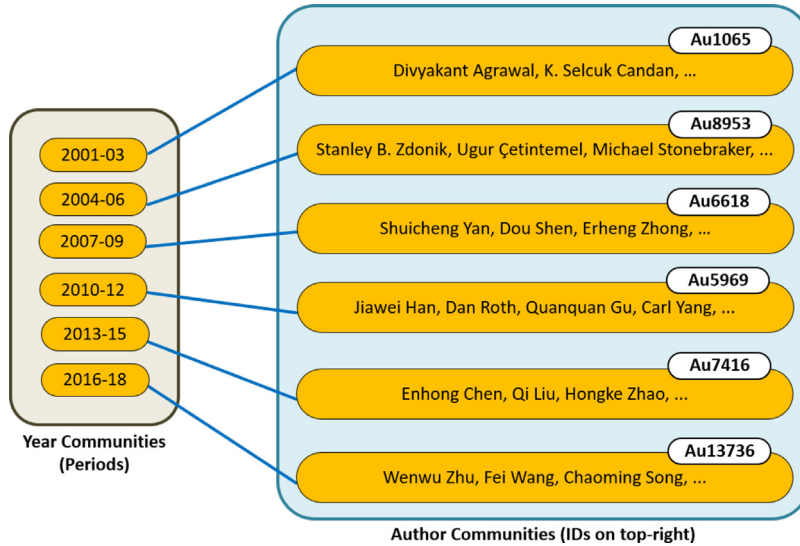 Au1065
Divyakant Agrawal, K. Selcuk Candan, ...
Au8953
2001-03
Stanley B. Zdonik, Ugur Çetintemel, Michael Stonebraker, ...
2004-06
Au6618
2007-09
Shuicheng Yan, Dou Shen, Erheng Zhong, ...
Au5969
2010-12
Jiawei Han, Dan Roth, Quanquan Gu, Carl Yang, ...
2013-15
Au7416
2016-18
Enhong Chen, Qi Liu, Hongke Zhao, ...
Year Communities
(Periods)
Au13736
Wenwu Zhu, Fei Wang, Chaoming Song, ...
Author Communities (IDs on top-right)